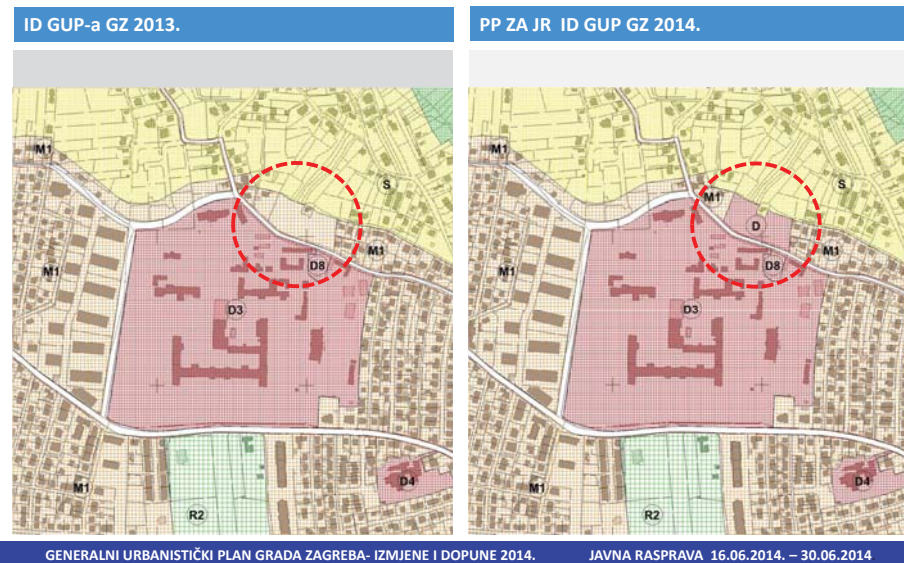 ID GUP-a GZ 2013.
PP ZA JR ID GUP GZ 2014.
M1
S
M1
M1
D8
D3
M1
D4
R2
M1
S
M1
D
M1
M1
D8
D3
M1
D4
R2
GENERALNI URBANISTIČKI PLAN GRADA ZAGREBA- IZMJENE I DOPUNE 2014. JAVNA RASPRAVA 16.06.2014. – 30.06.2014